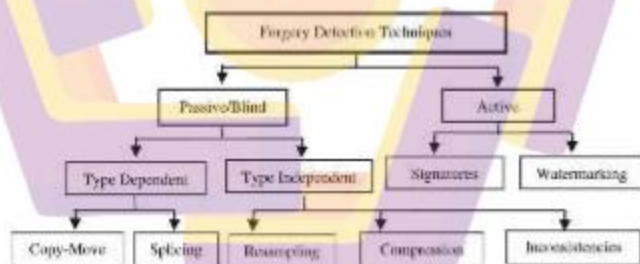 Forgery Detection Techniques
Passive/Blind
Active
Type Dependent
Type Independent
Signatures
Watermarking
Copy-Move
Splicing
Resampling
Compression
Inconsistencies